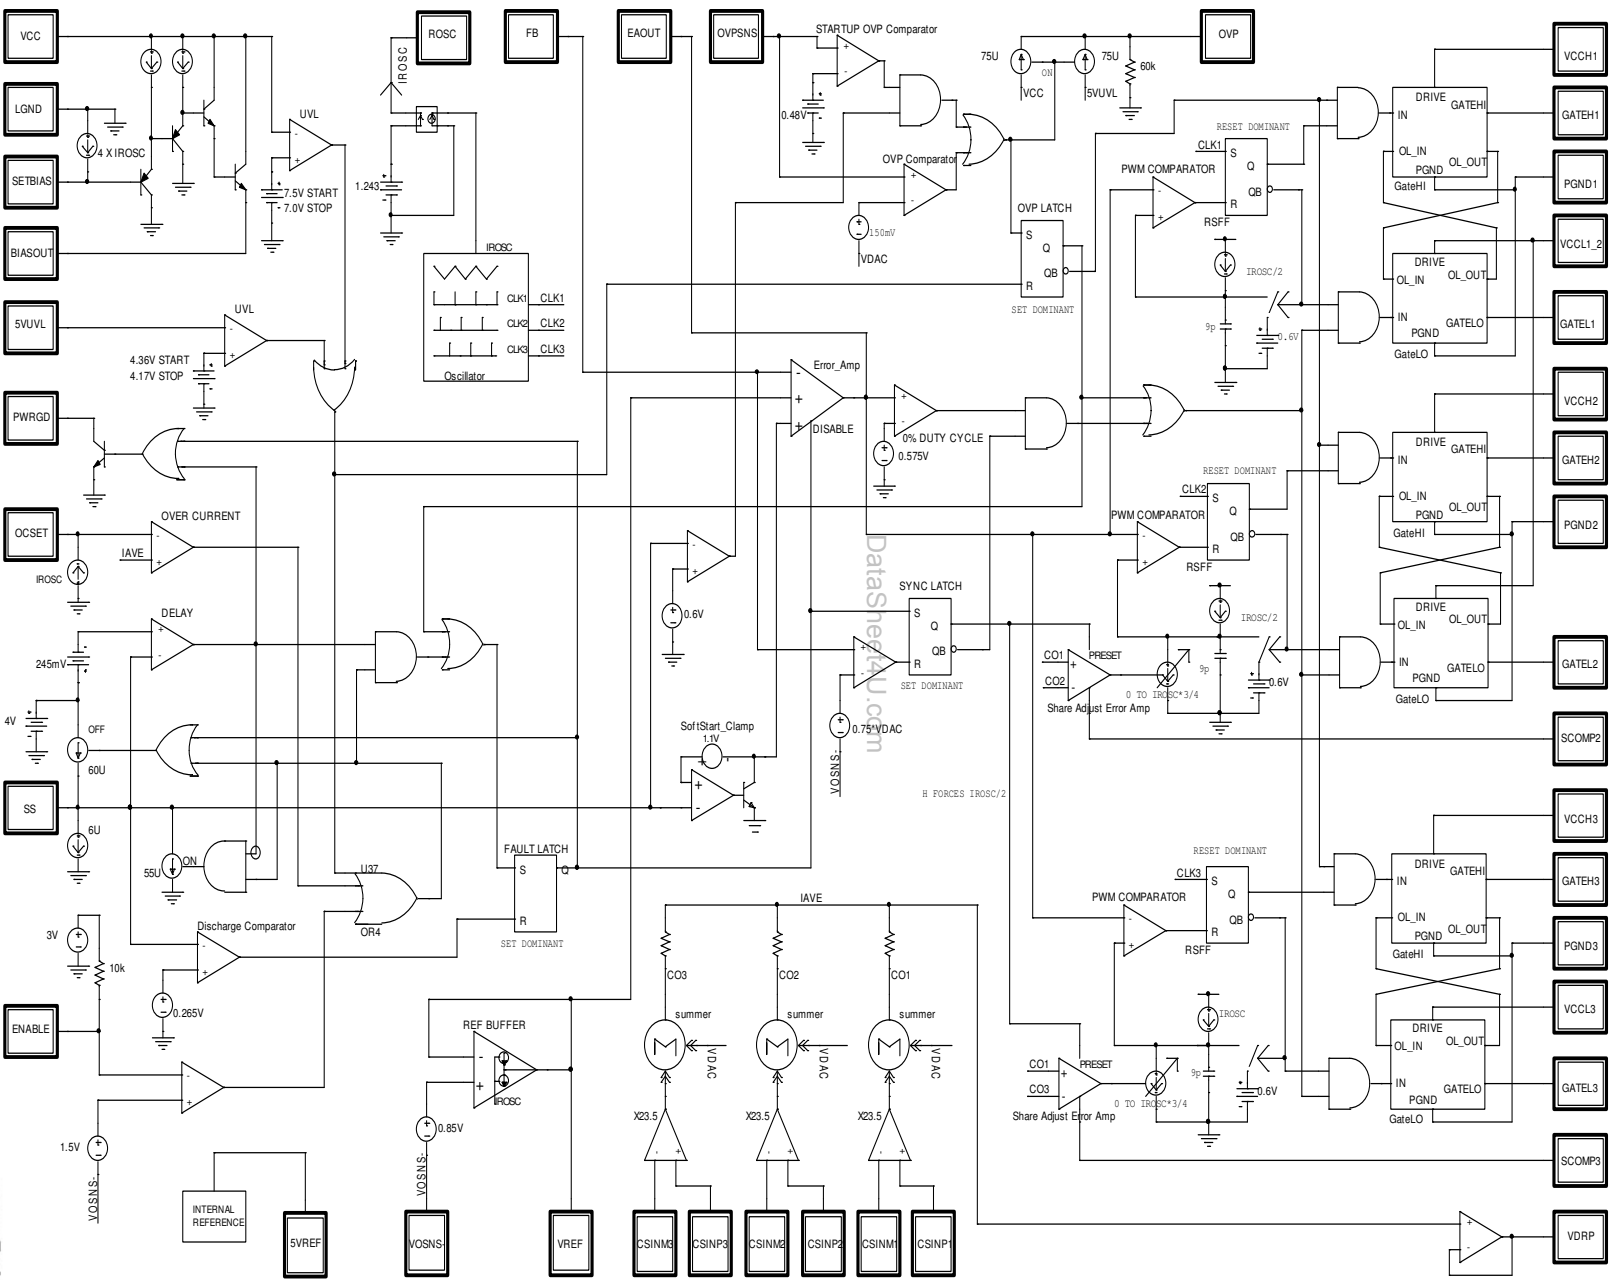 VCC
LGND
SETBIAS
BIASOUT
5VUVL
PWRGD
OCSET
SS
ENABLE
4 X IROSC
UVL
7.5V START
7.0V STOP
UVL
4.36V START
4.17V STOP
ROSC
IROSC
1.243
IROSC
CLK1 CLK1
CLK2 CLK2
CLK3 CLK3
Oscillator
FB
EAOUT
OVPSNS
STARTUP OVP Comparator
0.48V
OVP Comparator
150mV
VDAC
75U
ON
75U
VCC
5VUVL
60k
OVP
OVP LATCH
S
Q
QB
R
SET DOMINANT
Error_Amp
DISABLE
0% DUTY CYCLE
0.575V
OVER CURRENT
IAVE
IROSC
DELAY
245mV
4V
OFF
60U
6U
55U
ON
U37
OR4
Discharge Comparator
0.265V
3V
10k
1.5V
VOSNS-
INTERNAL
REFERENCE
5VREF
FAULT LATCH
S
Q
R
SET DOMINANT
REF BUFFER
IROSC
0.85V
VOSNS-
VOSNS-
VREF
0.6V
SoftStart_Clamp
1.1V
SYNC LATCH
S
Q
QB
R
SET DOMINANT
0.75*VDAC
VOSNS-
H FORCES IROSC/2
DataSheet4U.com
IAVE
CO3
CO2
CO1
summer
summer
summer
VDAC
VDAC
VDAC
X23.5
X23.5
X23.5
CSINM3
CSINP3
CSINM2
CSINP2
CSINM1
CSINP1
RESET DOMINANT
CLK1
S
Q
QB
R
PWM COMPARATOR
RSFF
IROSC/2
9p
0.6V
RESET DOMINANT
CLK2
S
Q
QB
R
PWM COMPARATOR
RSFF
IROSC/2
9p
0.6V
CO1
CO2
PRESET
0 TO IROSC*3/4
Share Adjust Error Amp
RESET DOMINANT
CLK3
S
Q
QB
R
PWM COMPARATOR
RSFF
IROSC
9p
0.6V
CO1
CO3
PRESET
0 TO IROSC*3/4
Share Adjust Error Amp
DRIVE
GATEHI
IN
OL_IN
OL_OUT
PGND
GateHI
DRIVE
OL_IN
OL_OUT
IN
GATELO
PGND
GateLO
DRIVE
GATEHI
IN
OL_IN
OL_OUT
PGND
GateHI
DRIVE
OL_IN
OL_OUT
IN
GATELO
PGND
GateLO
DRIVE
GATEHI
IN
OL_IN
OL_OUT
PGND
GateHI
DRIVE
OL_IN
OL_OUT
IN
GATELO
PGND
GateLO
VCCH1
GATEH1
PGND1
VCCL1_2
GATEL1
VCCH2
GATEH2
PGND2
GATEL2
SCOMP2
VCCH3
GATEH3
PGND3
VCCL3
GATEL3
SCOMP3
VDRP